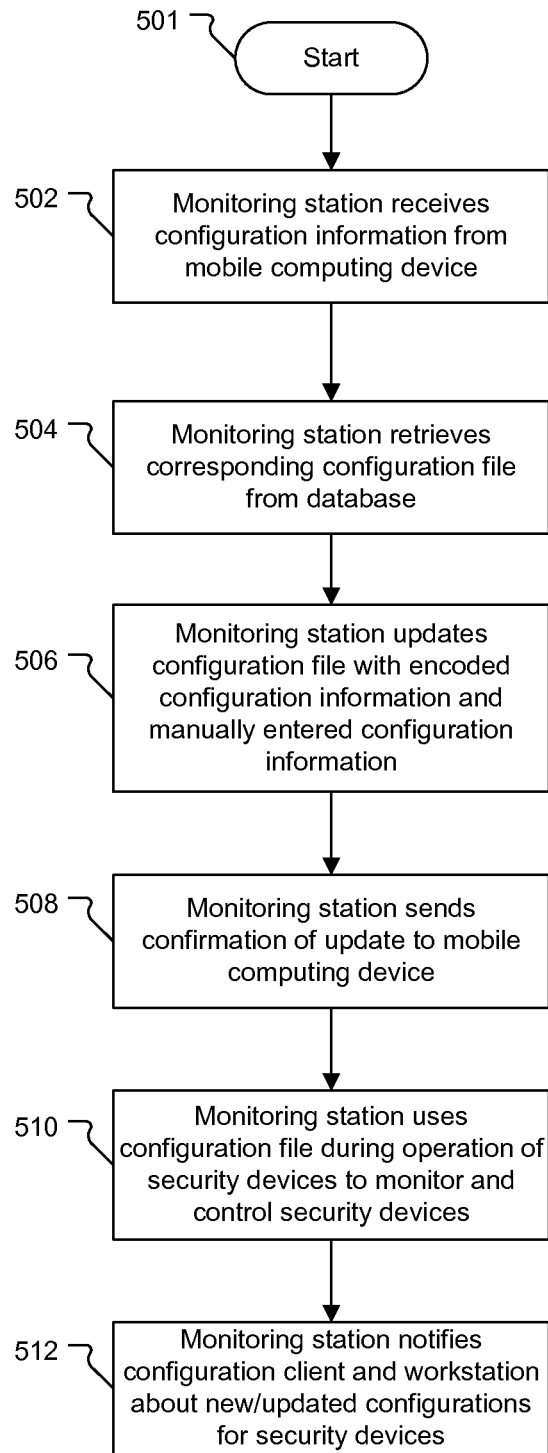 501
Start
502
Monitoring station receives
configuration information from
mobile computing device
504
Monitoring station retrieves
corresponding configuration file
from database
506
Monitoring station updates
configuration file with encoded
configuration information and
manually entered configuration
information
508
Monitoring station sends
confirmation of update to mobile
computing device
510
Monitoring station uses
configuration file during operation of
security devices to monitor and
control security devices
512
Monitoring station notifies
configuration client and workstation
about new/updated configurations
for security devices